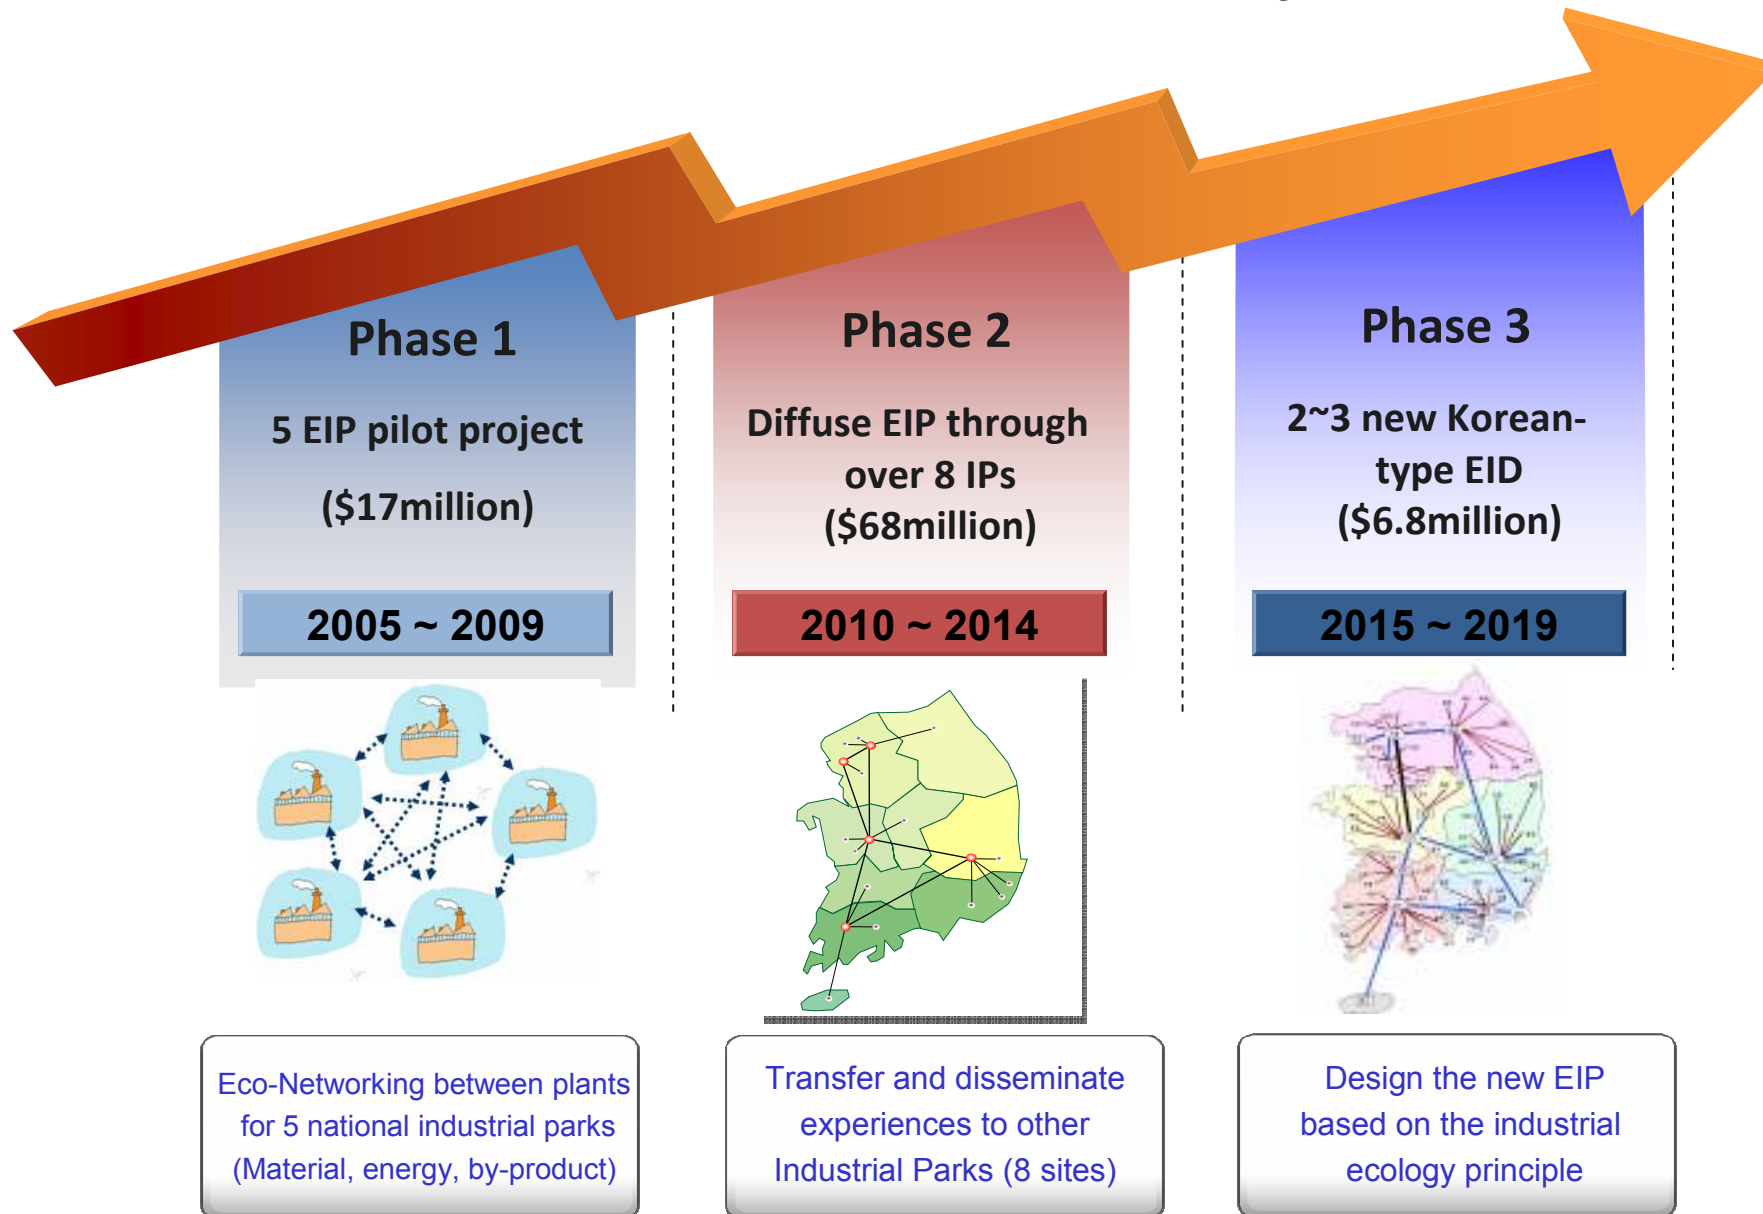 Phase 1
5 EIP pilot project
($17million)
2005 ~ 2009
Phase 2
Diffuse EIP through
over 8 IPs
($68million)
2010 ~ 2014
Phase 3
2~3 new Korean-
type EID
($6.8million)
2015 ~ 2019
Eco-Networking between plants
for 5 national industrial parks
(Material, energy, by-product)
Transfer and disseminate
experiences to other
Industrial Parks (8 sites)
Design the new EIP
based on the industrial
ecology principle